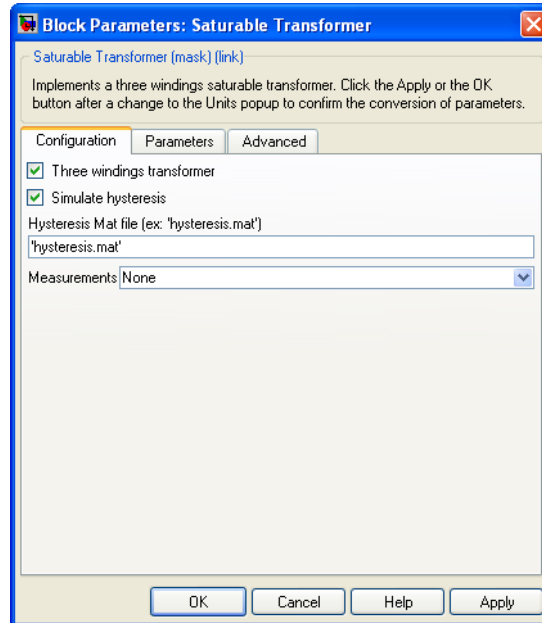 Block Parameters: Saturable Transformer
Saturable Transformer (mask) (link)
Implements a three windings saturable transformer. Click the Apply or the OK
button after a change to the Units popup to confirm the conversion of parameters.
Configuration Parameters Advanced
Three windings transformer
Simulate hysteresis
Hysteresis Mat file (ex: 'hysteresis.mat')
'hysteresis.mat'
Measurements None
OK Cancel Help Apply